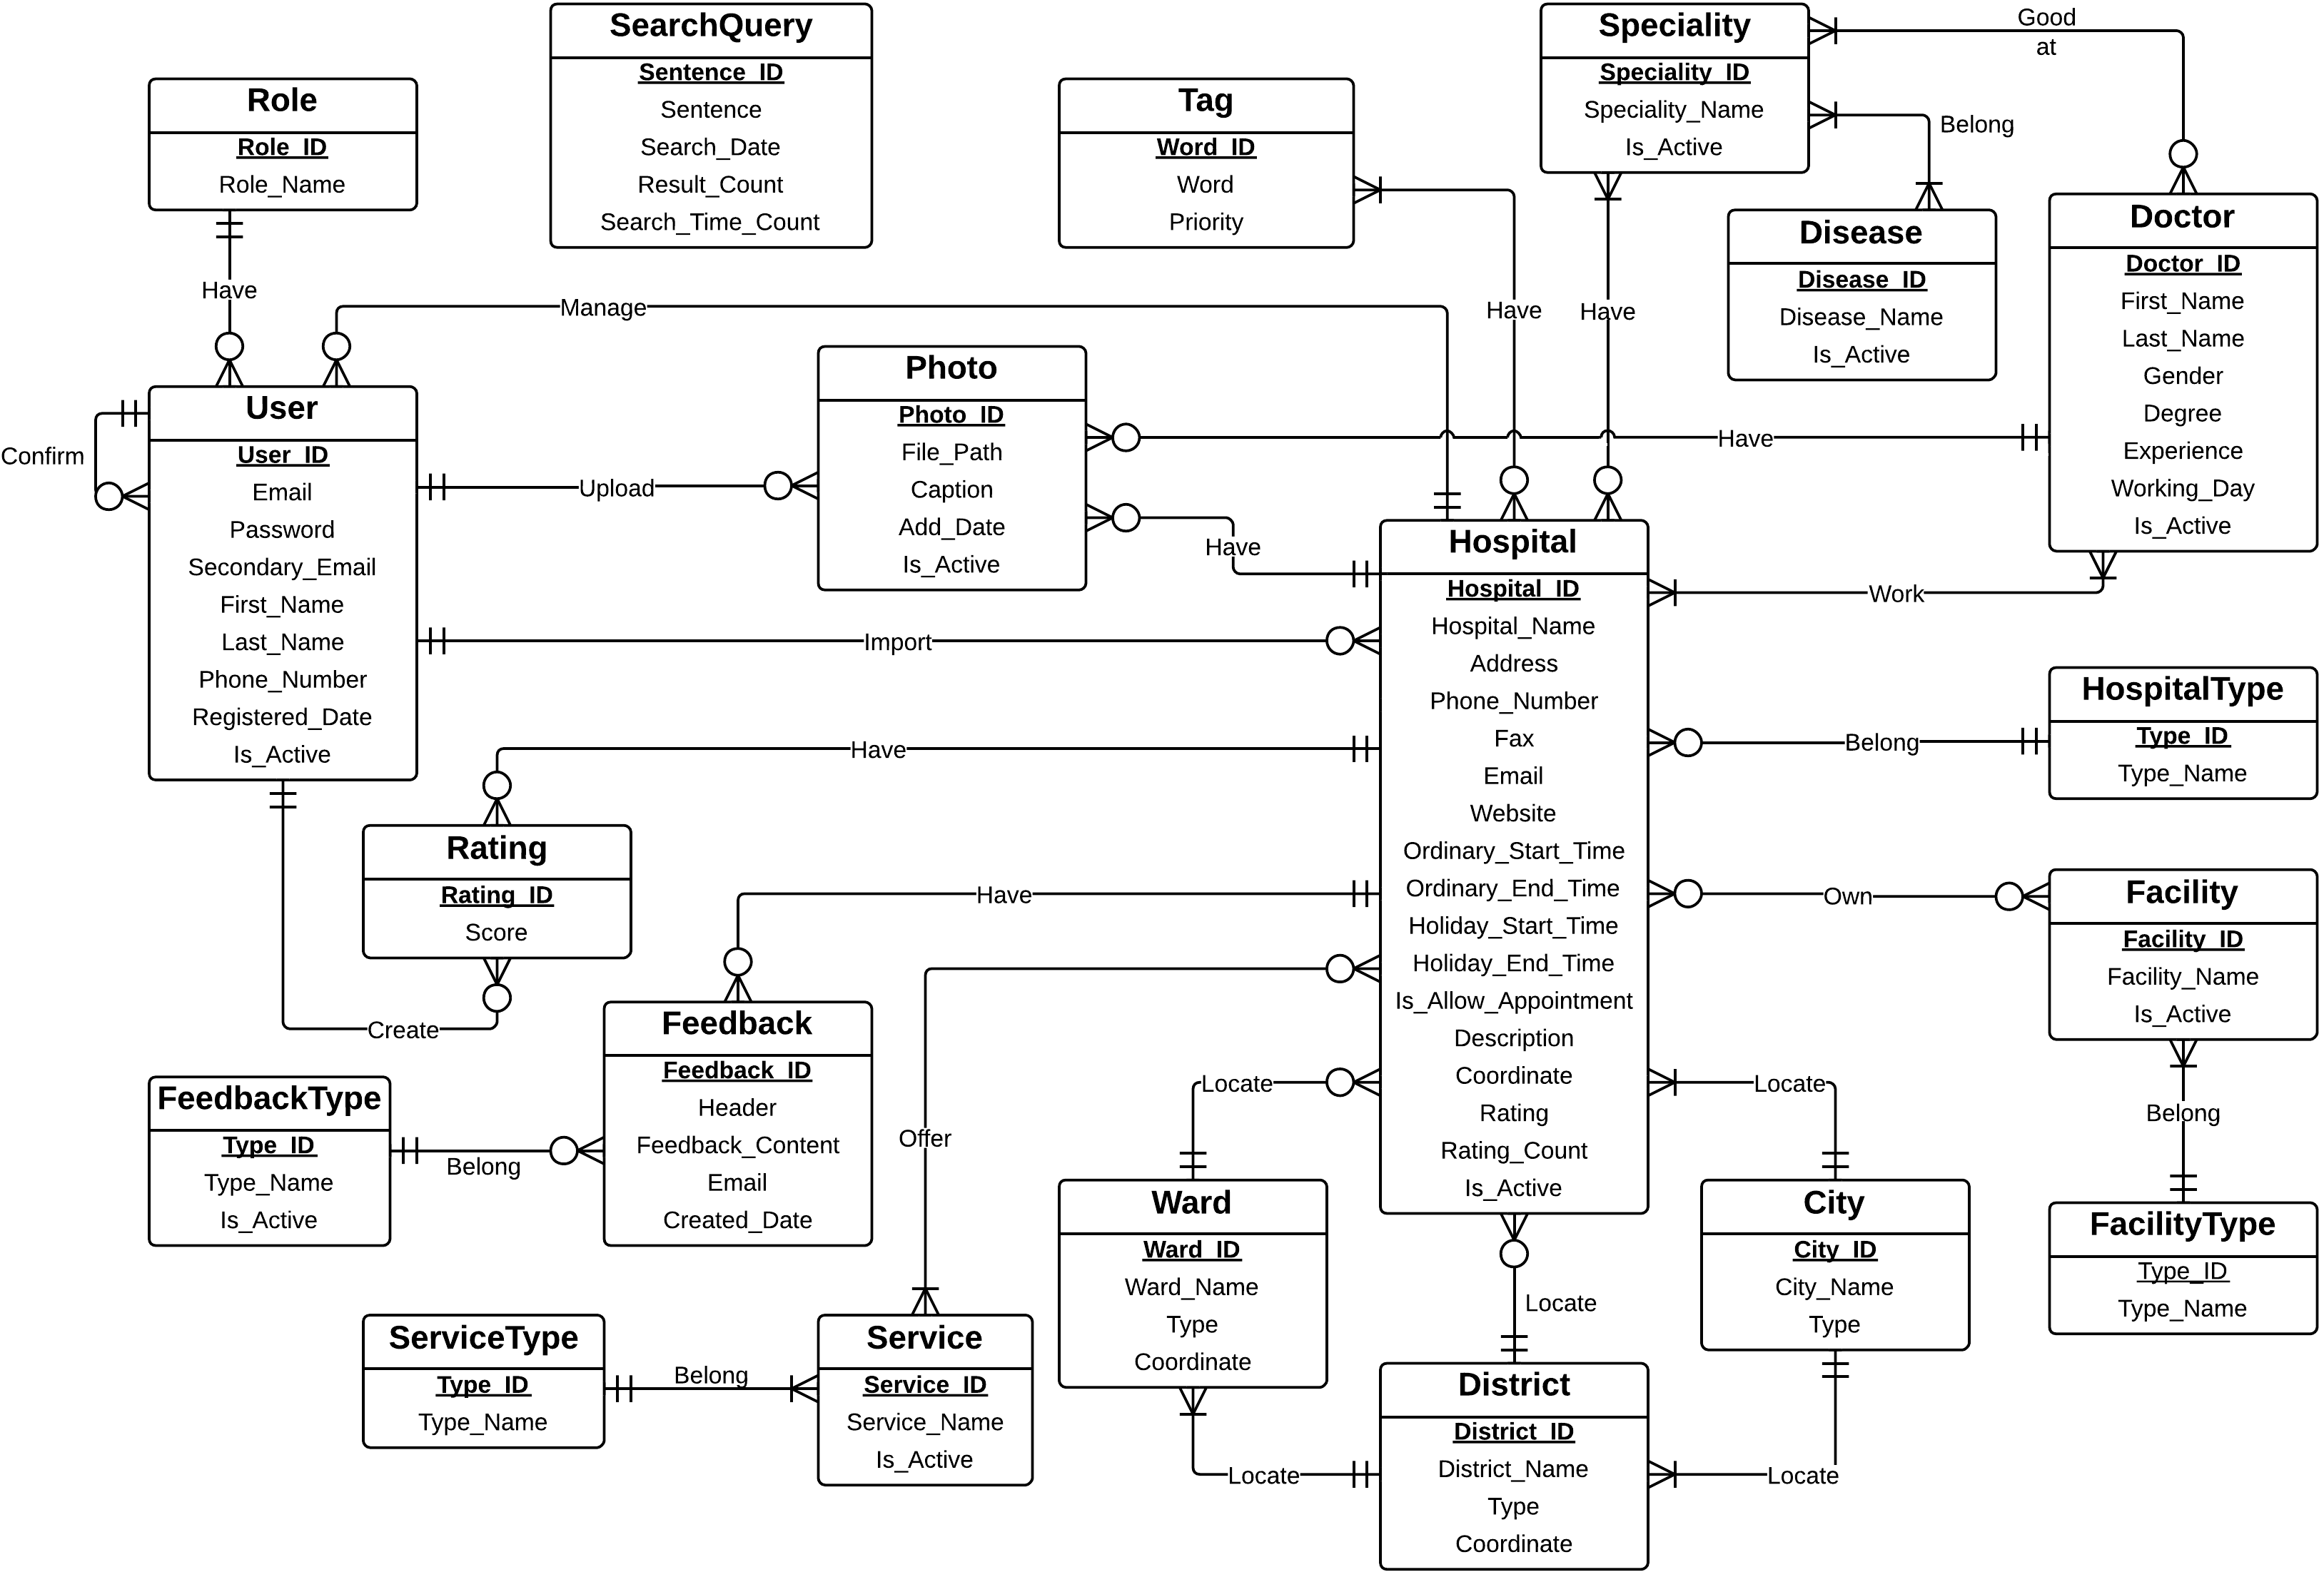 SearchQuery
Sentence_ID
Sentence
Search_Date
Result_Count
Search_Time_Count
Speciality
Speciality_ID
Speciality_Name
Is_Active
Good
at
Belong
Role
Role_ID
Role_Name
Tag
Word_ID
Word
Priority
Disease
Disease_ID
Disease_Name
Is_Active
Doctor
Doctor_ID
First_Name
Last_Name
Gender
Degree
Experience
Working_Day
Is_Active
Have
Manage
Have
Have
Photo
Photo_ID
File_Path
Caption
Add_Date
Is_Active
User
User_ID
Email
Password
Secondary_Email
First_Name
Last_Name
Phone_Number
Registered_Date
Is_Active
Confirm
Upload
Have
Have
Work
Import
Hospital
Hospital_ID
Hospital_Name
Address
Phone_Number
Fax
Email
Website
Ordinary_Start_Time
Ordinary_End_Time
Holiday_Start_Time
Holiday_End_Time
Is_Allow_Appointment
Description
Coordinate
Rating
Rating_Count
Is_Active
HospitalType
Type_ID
Type_Name
Belong
Have
Rating
Rating_ID
Score
Have
Own
Facility
Facility_ID
Facility_Name
Is_Active
Create
Feedback
Feedback_ID
Header
Feedback_Content
Email
Created_Date
FeedbackType
Type_ID
Type_Name
Is_Active
Belong
Offer
Locate
Locate
Belong
Ward
Ward_ID
Ward_Name
Type
Coordinate
City
City_ID
City_Name
Type
FacilityType
Type_ID
Type_Name
Locate
ServiceType
Type_ID
Type_Name
Belong
Service
Service_ID
Service_Name
Is_Active
District
District_ID
District_Name
Type
Coordinate
Locate
Locate